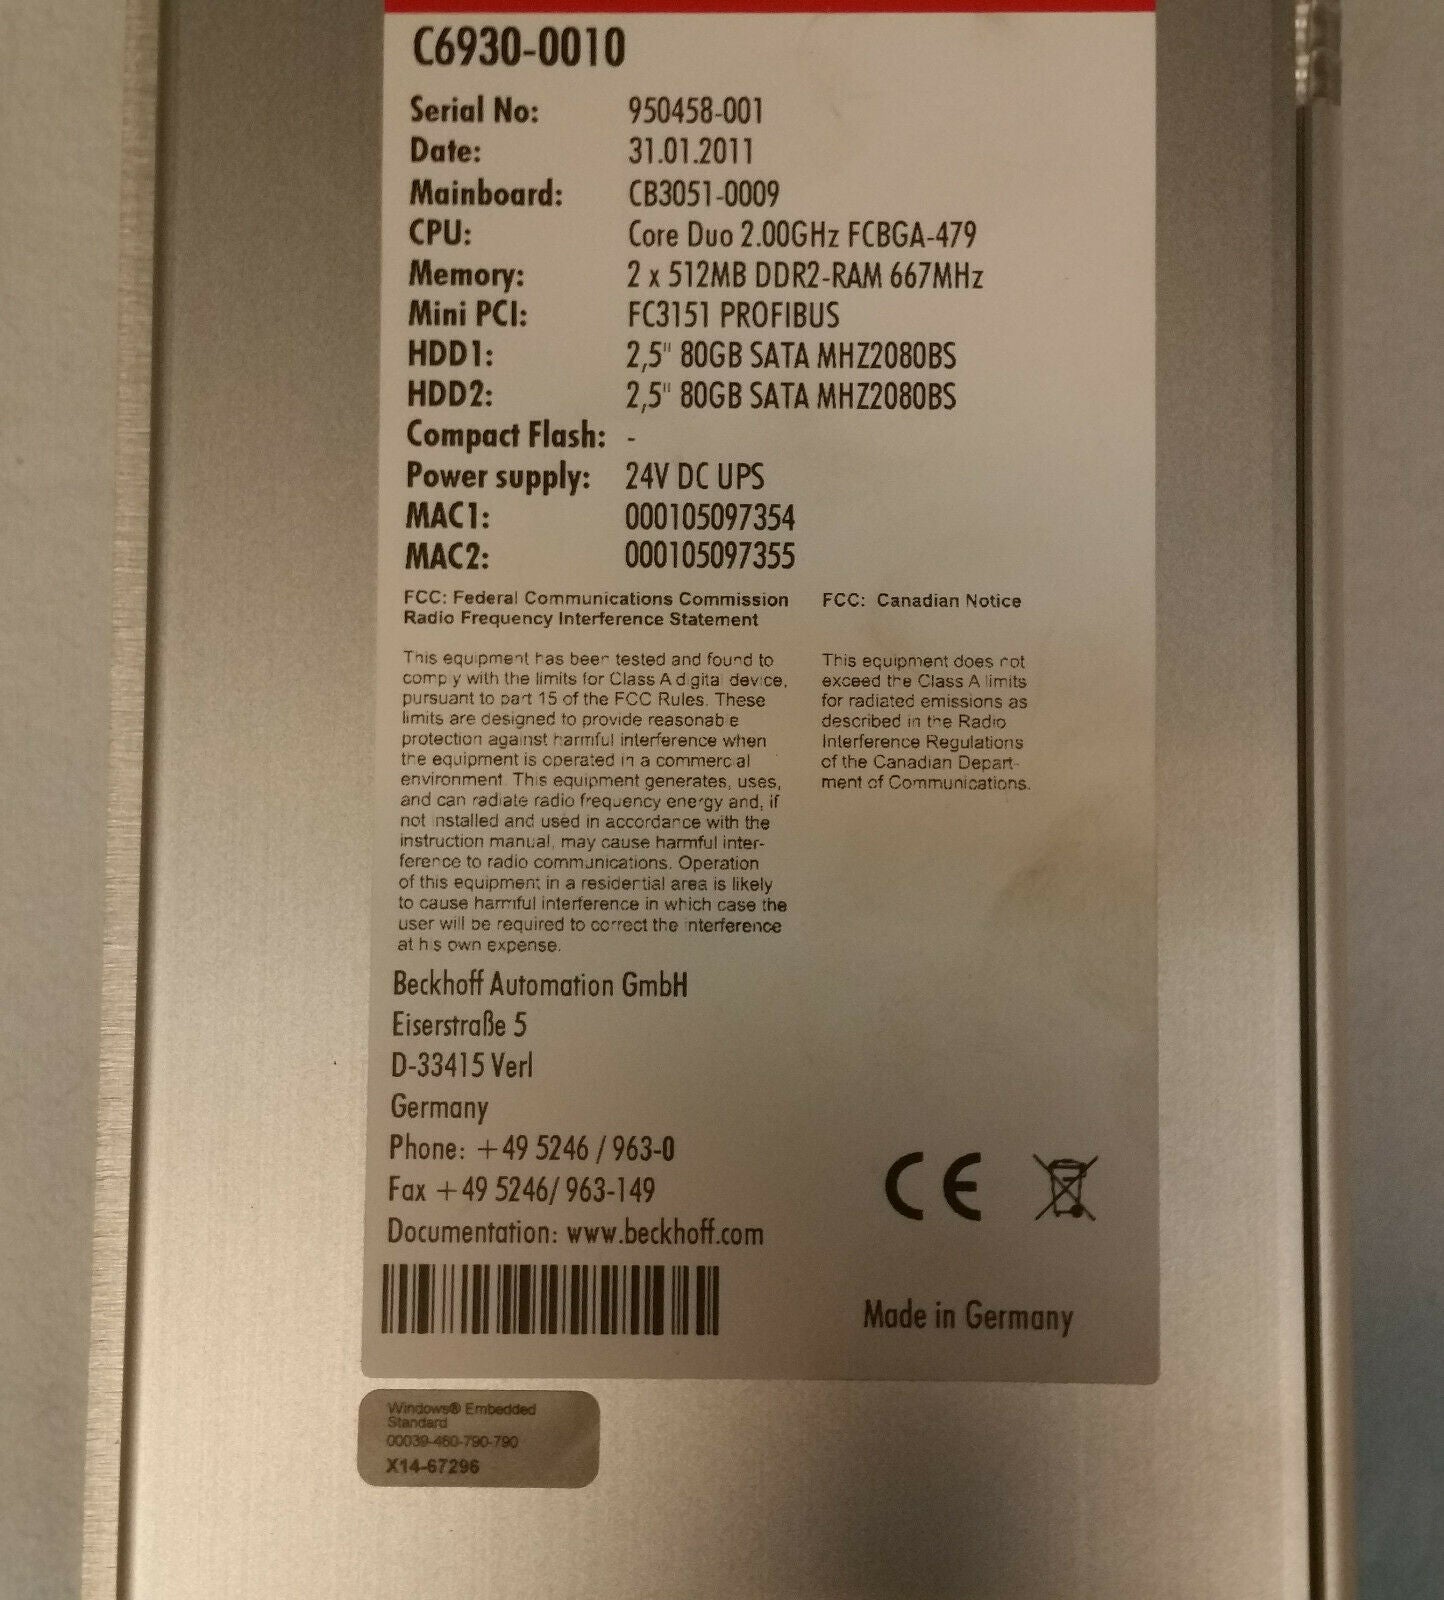 C6930-0010
Serial No: 950458-001
Date: 31.01.2011
Mainboard: CB3051-0009
CPU: Core Duo 2.00GHz FCBGA-479
Memory: 2 x 512MB DDR2-RAM 667MHz
Mini PCI: FC3151 PROFIBUS
HDD1: 2,5" 80GB SATA MHZ2080BS
HDD2: 2,5" 80GB SATA MHZ2080BS
Compact Flash: -
Power supply: 24V DC UPS
MAC1: 000105097354
MAC2: 000105097355
FCC: Federal Communications Commission
Radio Frequency Interference Statement
This equipment has been tested and found to
comply with the limits for Class A digital device,
pursuant to part 15 of the FCC Rules. These
limits are designed to provide reasonable
protection against harmful interference when
the equipment is operated in a commercial
environment. This equipment generates, uses,
and can radiate radio frequency energy and, if
not installed and used in accordance with the
instruction manual, may cause harmful inter-
ference to radio communications. Operation
of this equipment in a residential area is likely
to cause harmful interference in which case the
user will be required to correct the interference
at his own expense.
FCC: Canadian Notice
This equipment does not
exceed the Class A limits
for radiated emissions as
described in the Radio
Interference Regulations
of the Canadian Depart-
ment of Communications.
Beckhoff Automation GmbH
Eiserstraße 5
D-33415 Verl
Germany
Phone: +49 5246 / 963-0
Fax +49 5246/ 963-149
Documentation: www.beckhoff.com
CE
Made in Germany
Windows® Embedded
Standard
00039-460-790-790
X14-67296